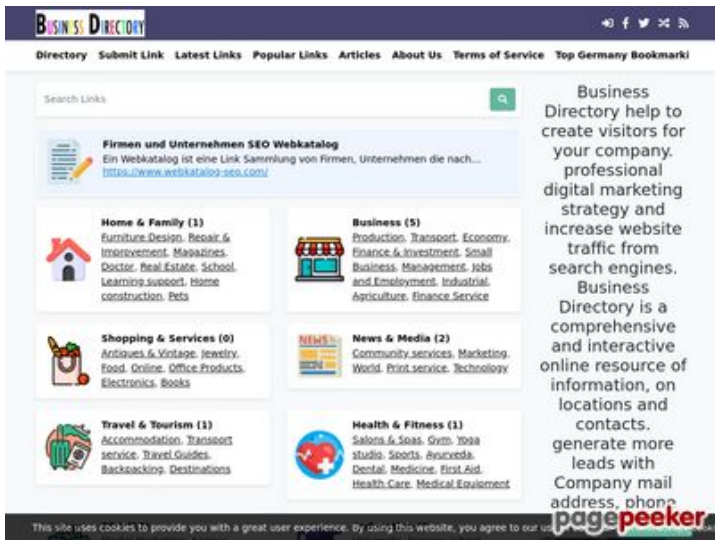 BUSINESS DIRECTORY
Directory Submit Link Latest Links Popular Links Articles About Us Terms of Service Top Germany Bookmarki
Search Links
Firmen und Unternehmen SEO Webkatalog
Ein Webkatalog ist eine Link Sammlung von Firmen, Unternehmen die nach...
https://www.webkatalog-seo.com/
Home & Family (1)
Furniture Design, Repair &
Improvement, Magazines,
Doctor, Real Estate, School,
Learning support, Home
construction, Pets
Business (5)
Production, Transport, Economy,
Finance & Investment, Small
Business, Management, Jobs
and Employment, Industrial,
Agriculture, Finance Service
Shopping & Services (0)
Antiques & Vintage, Jewelry,
Food, Online, Office Products,
Electronics, Books
NEWS
News & Media (2)
Community services, Marketing,
World, Print service, Technology
Travel & Tourism (1)
Accommodation, Transport
service, Travel Guides,
Backpacking, Destinations
Health & Fitness (1)
Salons & Spas, Gym, Yoga
studio, Sports, Ayurveda,
Dental, Medicine, First Aid,
Health Care, Medical Equipment
Business
Directory help to
create visitors for
your company.
professional
digital marketing
strategy and
increase website
traffic from
search engines.
Business
Directory is a
comprehensive
and interactive
online resource of
information, on
locations and
contacts.
generate more
leads with
Company mail
address, phone
This site uses cookies to provide you with a great user experience. By using this website, you agree to our
pagepeeker.com